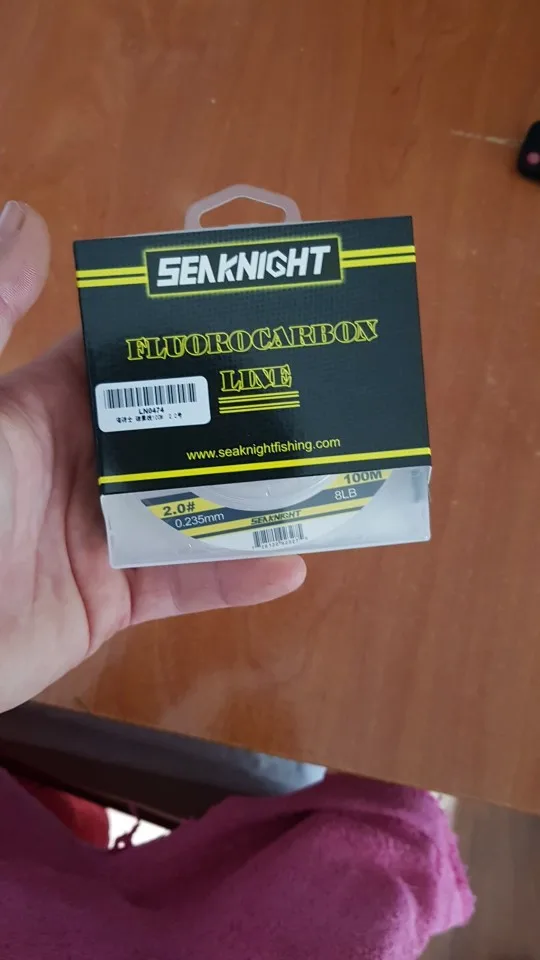 SEAKNIGHT
FLUOROCARBON
LINE
LN0474
www.seaknightfishing.com
2.0#
0.235mm
SEAKNIGHT
100M
8LB